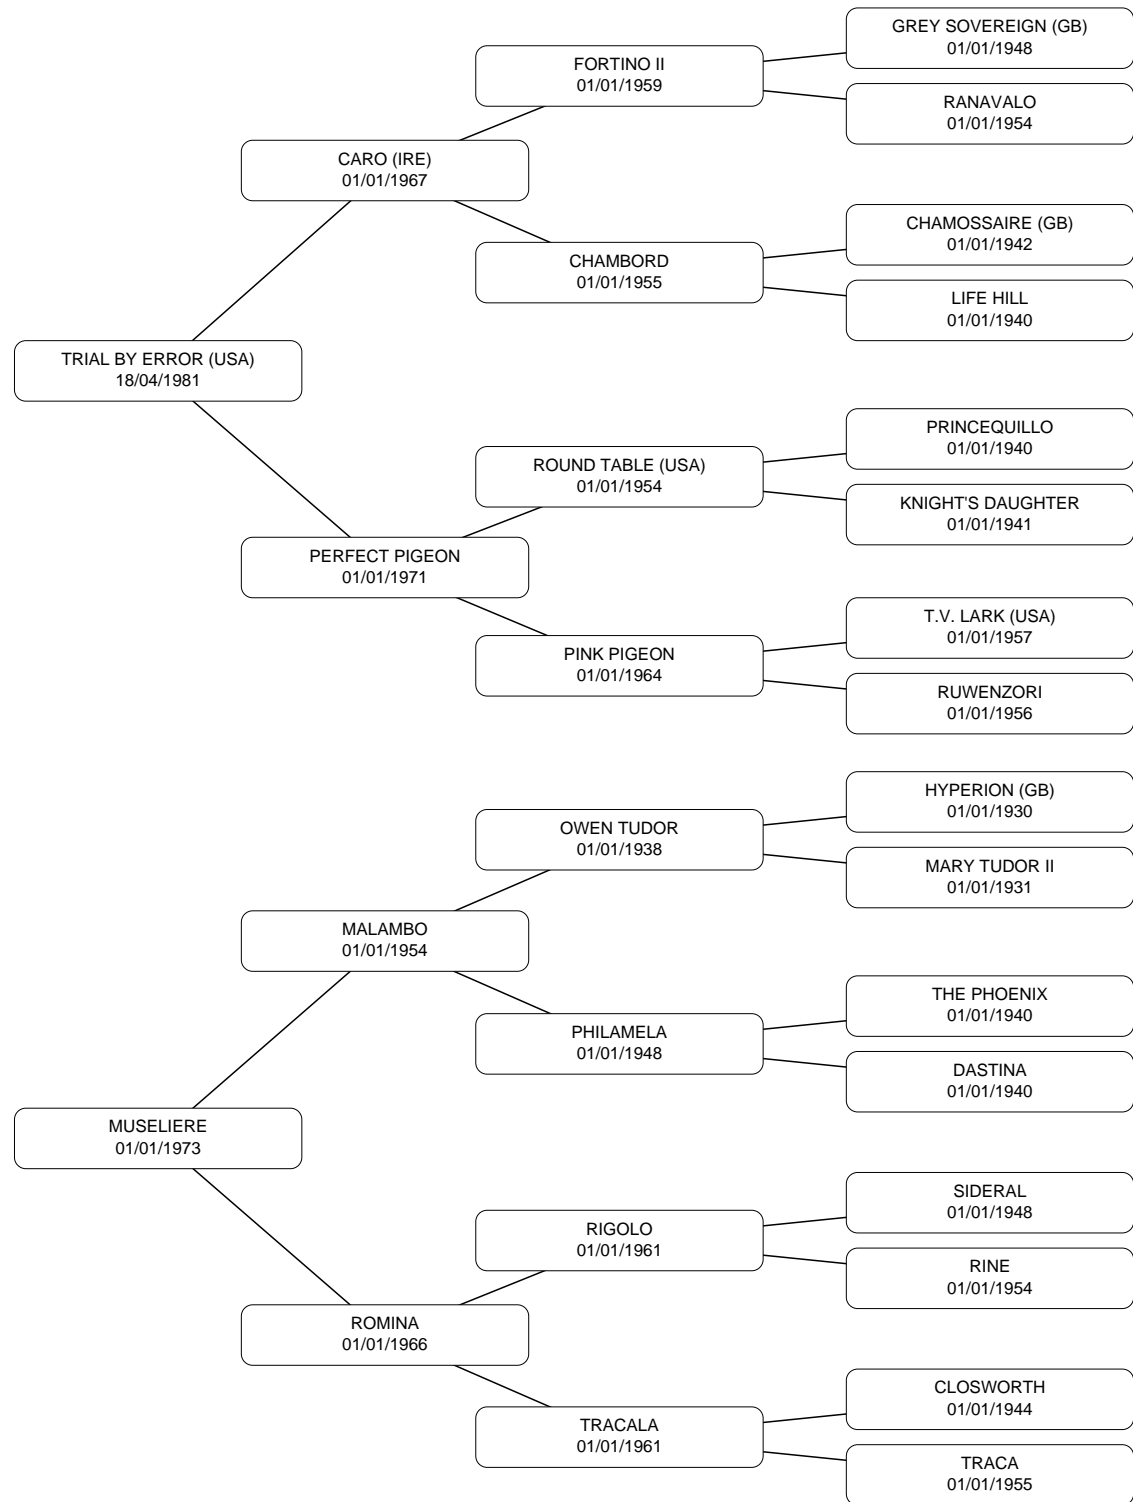 GREY SOVEREIGN (GB)
01/01/1948
FORTINO II
01/01/1959
RANAVALO
01/01/1954
CARO (IRE)
01/01/1967
CHAMOSSAIRE (GB)
01/01/1942
CHAMBORD
01/01/1955
LIFE HILL
01/01/1940
TRIAL BY ERROR (USA)
18/04/1981
PRINCEQUILLO
01/01/1940
ROUND TABLE (USA)
01/01/1954
KNIGHT'S DAUGHTER
01/01/1941
PERFECT PIGEON
01/01/1971
T.V. LARK (USA)
01/01/1957
PINK PIGEON
01/01/1964
RUWENZORI
01/01/1956
HYPERION (GB)
01/01/1930
OWEN TUDOR
01/01/1938
MARY TUDOR II
01/01/1931
MALAMBO
01/01/1954
THE PHOENIX
01/01/1940
PHILAMELA
01/01/1948
DASTINA
01/01/1940
MUSELIERE
01/01/1973
SIDERAL
01/01/1948
RIGOLO
01/01/1961
RINE
01/01/1954
ROMINA
01/01/1966
CLOSWORTH
01/01/1944
TRACALA
01/01/1961
TRACA
01/01/1955